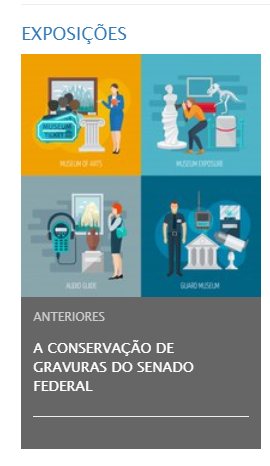 EXPOSIÇÕES
MUSEUM
TICKET
MUSEUM OF ARTS
MUSEUM EXPOSURE
AUDIO GUIDE
GUARD MUSEUM
ANTERIORES
A CONSERVAÇÃO DE
GRAVURAS DO SENADO
FEDERAL